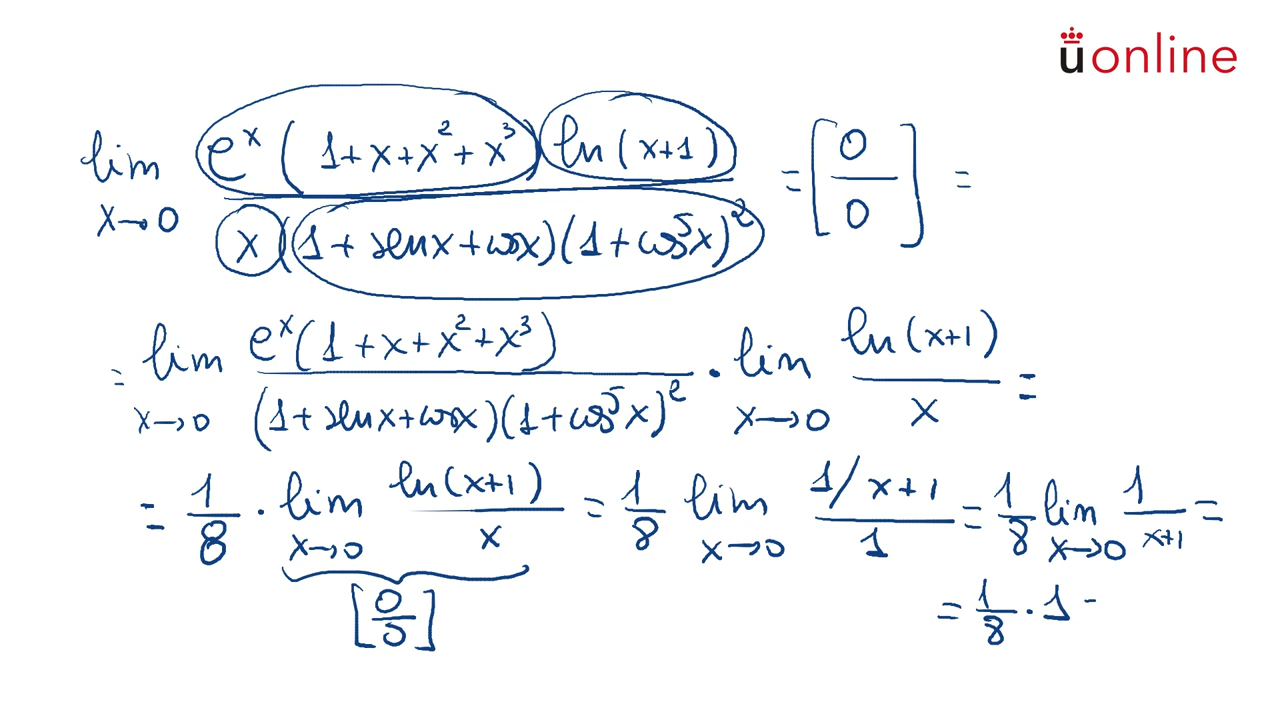 üonline
lim x→0 e^x (1+x+x²+x³) ln(x+1) / x(1+senx+cosx)(1+cos⁵x)² = [0/0] =
= lim x→0 e^x(1+x+x²+x³) / (1+senx+cosx)(1+cos⁵x)² · lim x→0 ln(x+1) / x =
= 1/8 · lim x→0 ln(x+1) / x = 1/8 lim x→0 1/x+1 / 1 = 1/8 lim x→0 1 / x+1 =
[0/0] = 1/8 · 1 -